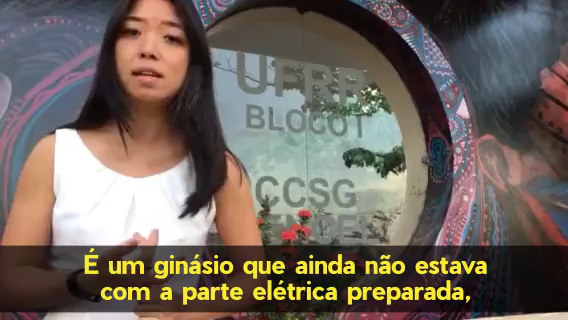 UFRR
BLOCO I
CCSG
É um ginásio que ainda não estava
com a parte elétrica preparada,